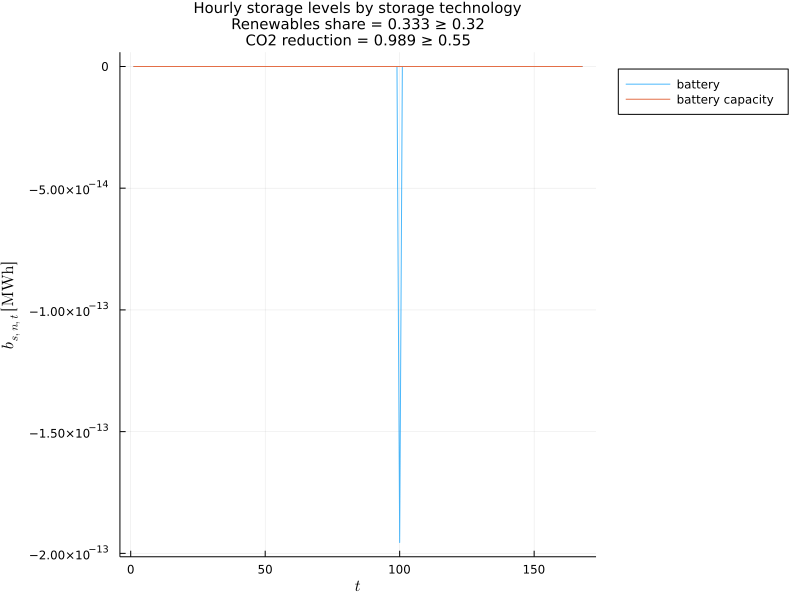 Hourly storage levels by storage technology
Renewables share = 0.333 ≥ 0.32
CO2 reduction = 0.989 ≥ 0.55
0
−5.00×10⁻¹⁴
−1.00×10⁻¹³
−1.50×10⁻¹³
−2.00×10⁻¹³
b_{s,n,t} [MWh]
0 50 100 150
t
battery
battery capacity